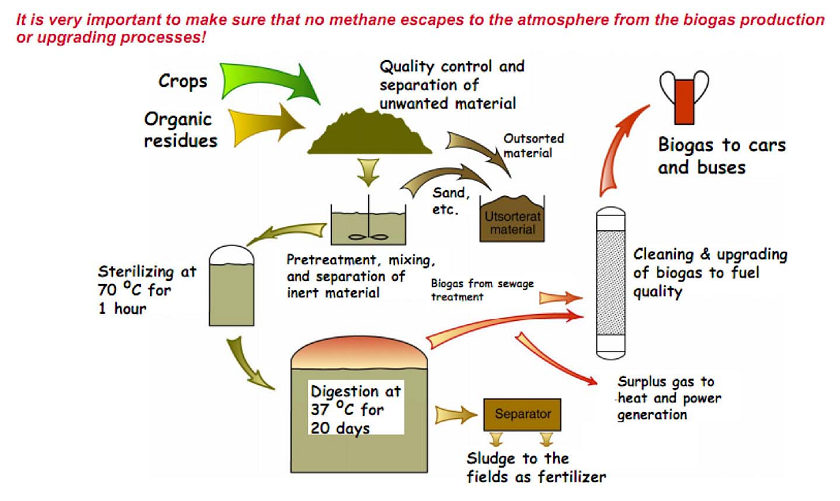 It is very important to make sure that no methane escapes to the atmosphere from the biogas production
or upgrading processes!
Crops
Organic
residues
Quality control and
separation of
unwanted material
Outsorted
material
Sand,
etc.
Utsorterat
material
Biogas to cars
and buses
Pretreatment, mixing,
and separation of
inert material
Sterilizing at
70 °C for
1 hour
Biogas from sewage
treatment
Cleaning & upgrading
of biogas to fuel
quality
Digestion at
37 °C for
20 days
Separator
Surplus gas to
heat and power
generation
Sludge to the
fields as fertilizer